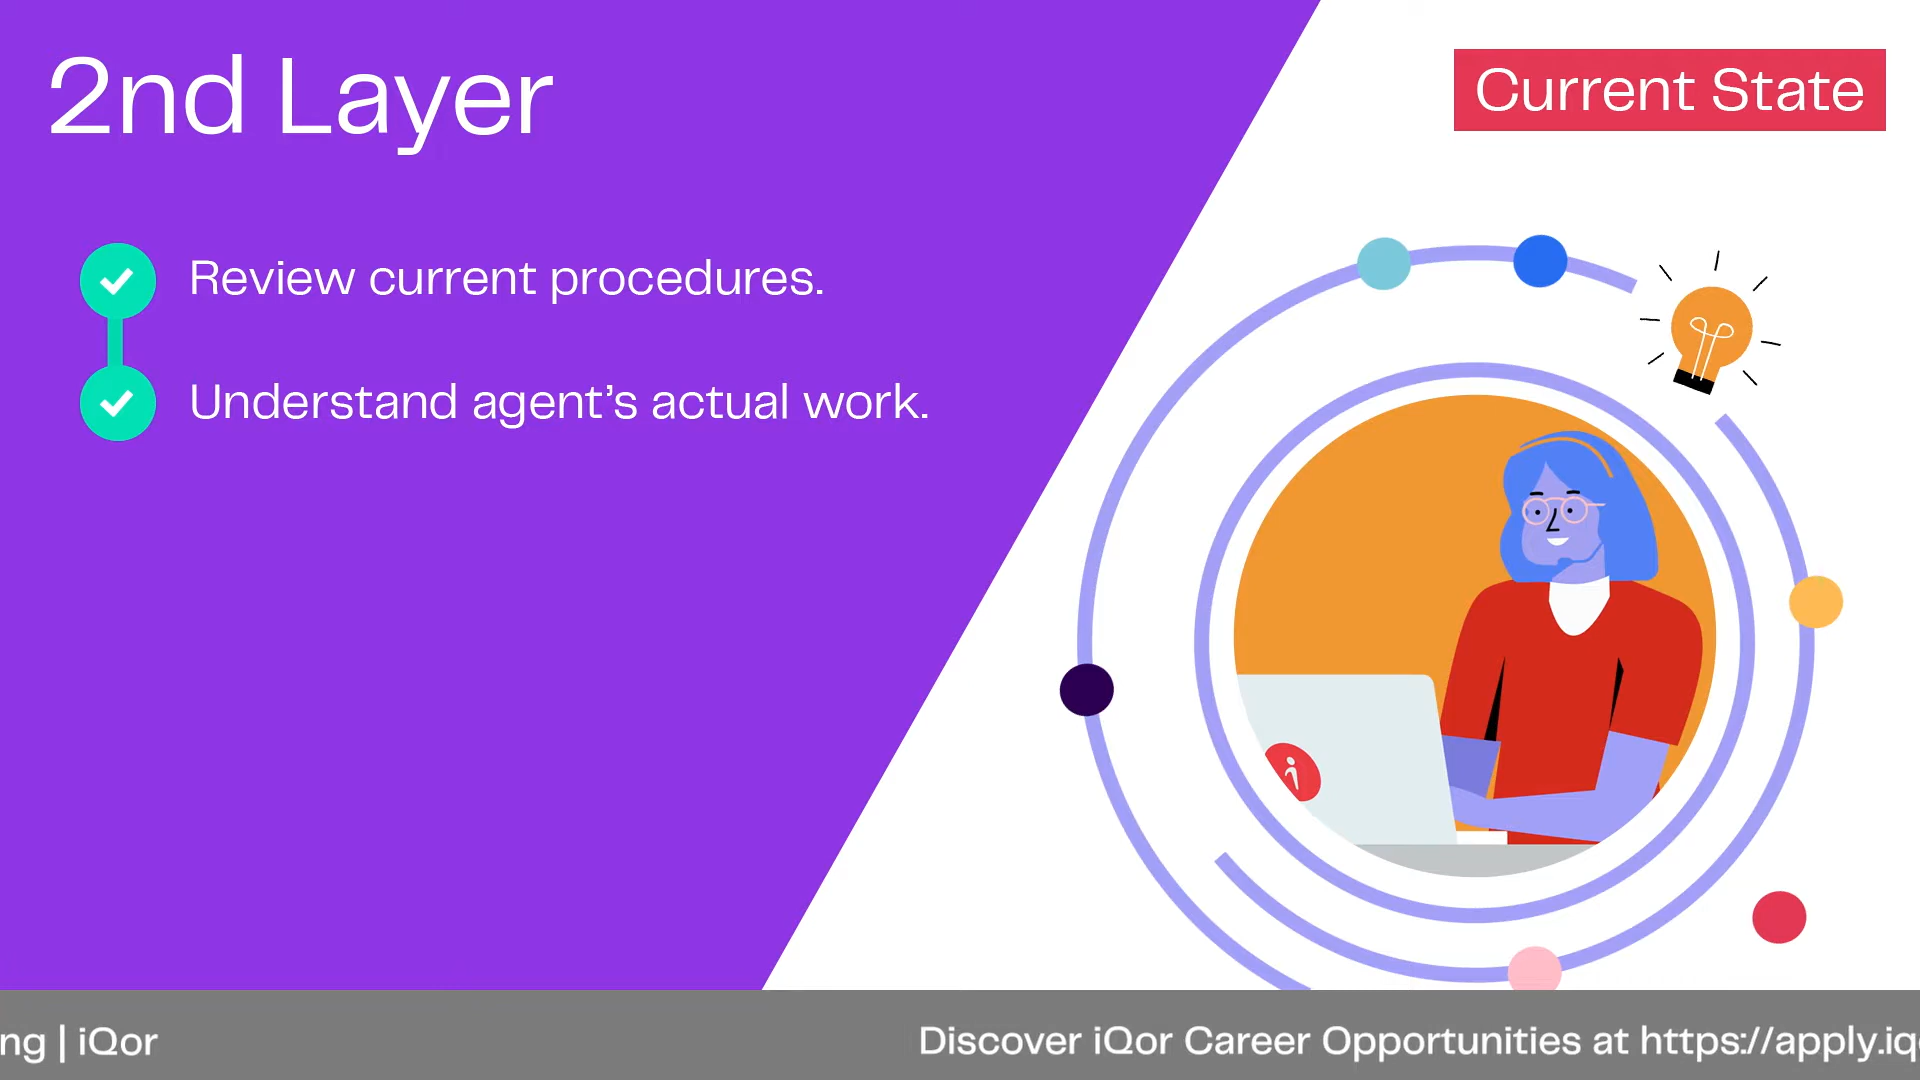 2nd Layer
Current State
Review current procedures.
Understand agent’s actual work.
ng | iQor
Discover iQor Career Opportunities at https://apply.iq